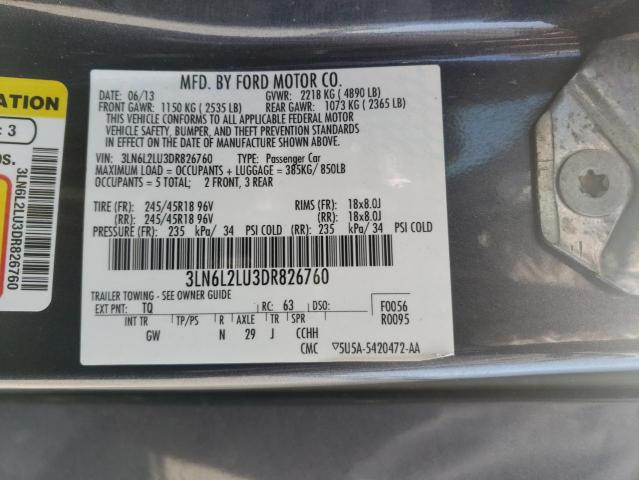 MFD. BY FORD MOTOR CO.
DATE: 06/13 GVWR: 2218 KG ( 4890 LB)
FRONT GAWR: 1150 KG ( 2535 LB) REAR GAWR: 1073 KG ( 2365 LB)
THIS VEHICLE CONFORMS TO ALL APPLICABLE FEDERAL MOTOR
VEHICLE SAFETY, BUMPER, AND THEFT PREVENTION STANDARDS
IN EFFECT ON THE DATE OF MANUFACTURE SHOWN ABOVE.
VIN: 3LN6L2LU3DR826760 TYPE: Passenger Car
MAXIMUM LOAD = OCCUPANTS + LUGGAGE = 385KG/ 850LB
OCCUPANTS = 5 TOTAL; 2 FRONT, 3 REAR
TIRE (FR): 245/45R18 96V RIMS (FR): 18x8.0J
(RR): 245/45R18 96V (RR): 18x8.0J
PRESSURE (FR): 235 kPa/ 34 PSI COLD (RR): 235 kPa/ 34 PSI COLD
3LN6L2LU3DR826760
TRAILER TOWING - SEE OWNER GUIDE
EXT PNT: TQ RC: 63 DSO: F0056
INT TR TP/PS R AXLE TR SPR R0095
GW N 29 J CCHH
CMC ▽5U5A-5420472-AA
ATION
: 3
OS.
3LN6L2LU3DR826760